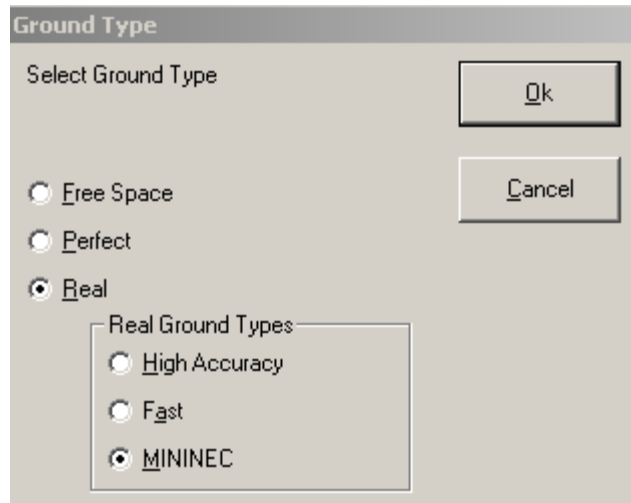 Ground Type
Select Ground Type
Ok
Cancel
Free Space
Perfect
Real
Real Ground Types
High Accuracy
Fast
MININEC